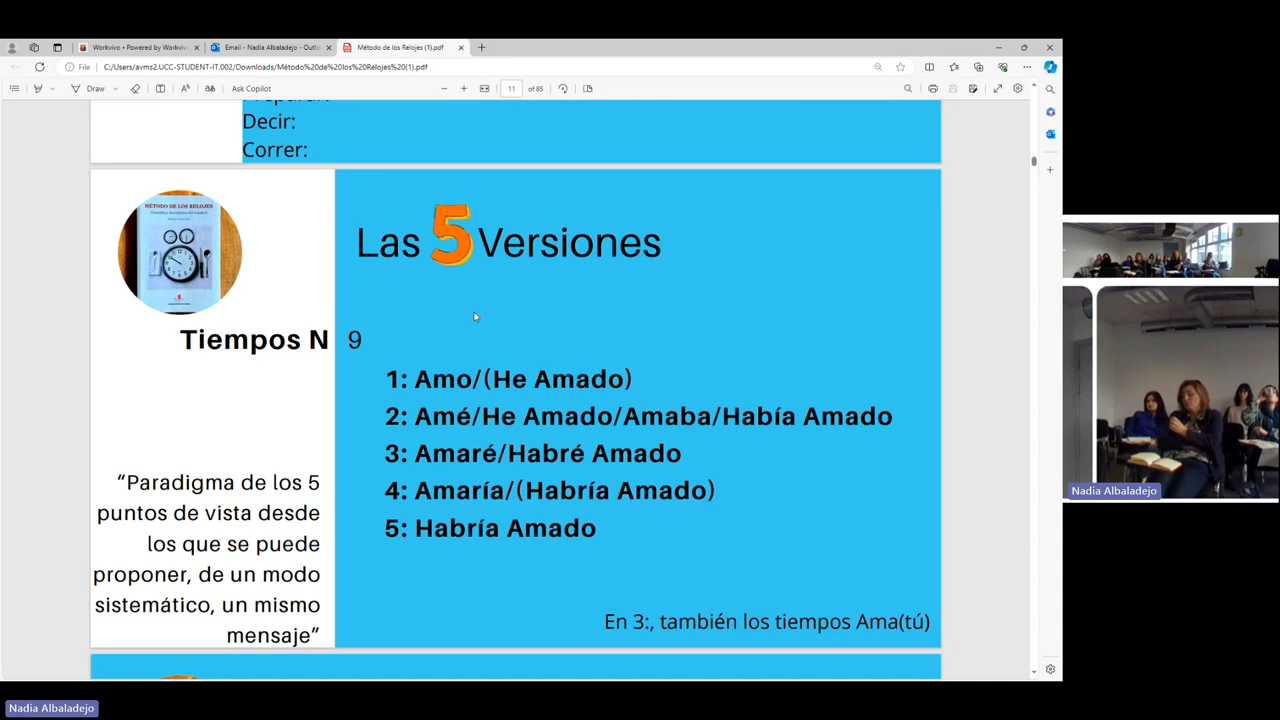 Workvivo • Powered by Workviv
Email - Nadia Albaladejo - Outlo
Método de los Relojes (1).pdf
File
C:/Users/avms2.UCC-STUDENT-IT.002/Downloads/Método%20de%20los%20Relojes%20(1).pdf
Draw
Ask Copilot
11 of 85
Preparar:
Decir:
Correr:
MÉTODO DE LOS RELOJES
Las 5 Versiones
Tiempos N 9
1: Amo/(He Amado)
2: Amé/He Amado/Amaba/Había Amado
3: Amaré/Habré Amado
4: Amaría/(Habría Amado)
5: Habría Amado
“Paradigma de los 5
puntos de vista desde
los que se puede
proponer, de un modo
sistemático, un mismo
mensaje”
En 3:, también los tiempos Ama(tú)
Nadia Albaladejo
Nadia Albaladejo